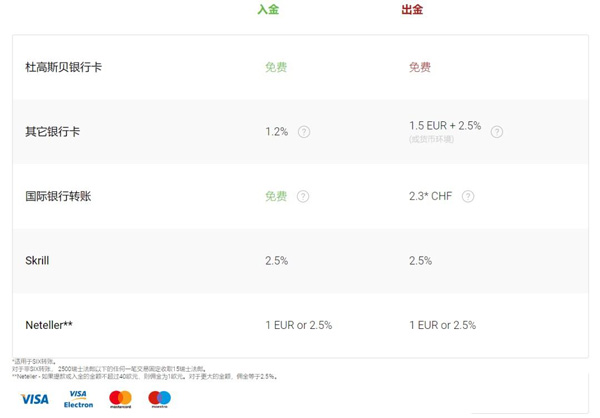 入金 出金
杜高斯贝银行卡 免费 免费
其它银行卡 1.2% ? 1.5 EUR + 2.5% ?
(或货币环境)
国际银行转账 免费 ? 2.3* CHF ?
Skrill 2.5% 2.5%
Neteller** 1 EUR or 2.5% 1 EUR or 2.5%
*适用于SIX转账。
对于非SIX转账， 2500瑞士法郎以下的任何一笔交易固定收取15瑞士法郎。
**Neteller - 如果提款或入金的金额不超过40欧元，则佣金为1欧元。对于更大的金额，佣金等于2.5%。
VISA VISA Electron mastercard maestro